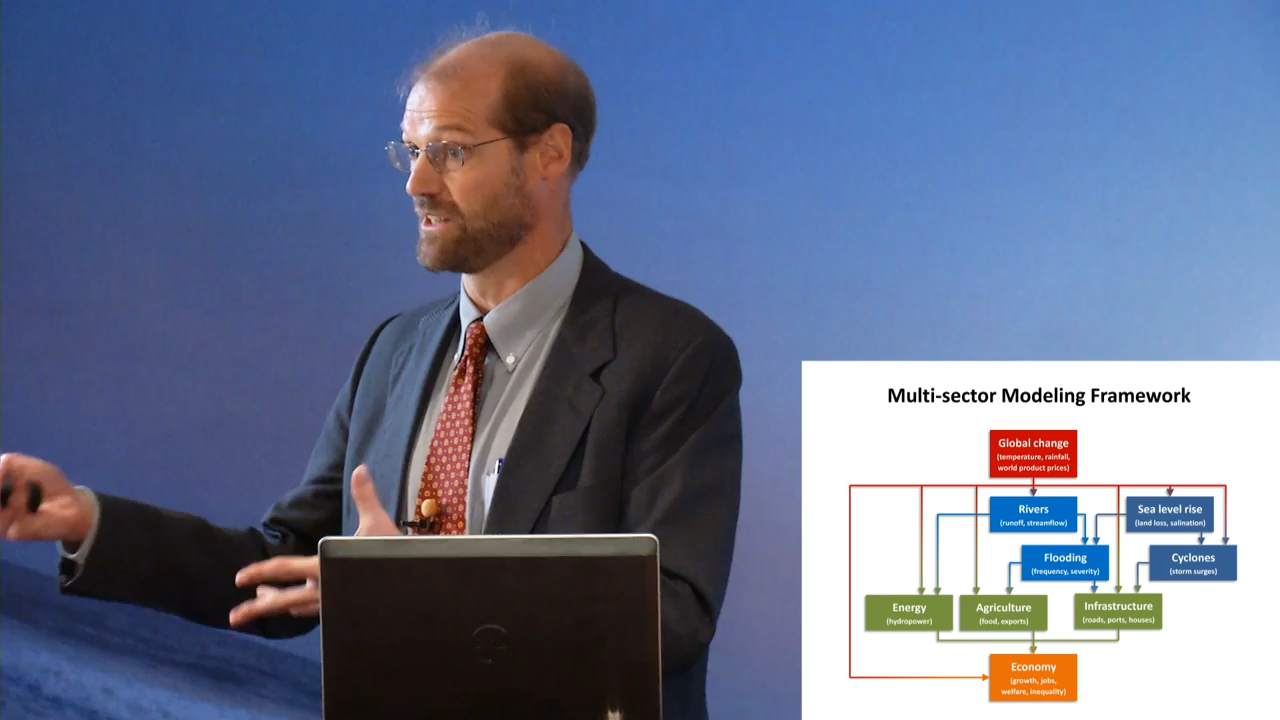 Multi-sector Modeling Framework
Global change
(temperature, rainfall,
world product prices)
Rivers
(runoff, streamflow)
Sea level rise
(land loss, salination)
Flooding
(frequency, severity)
Cyclones
(storm surges)
Energy
(hydropower)
Agriculture
(food, exports)
Infrastructure
(roads, ports, houses)
Economy
(growth, jobs,
welfare, inequality)